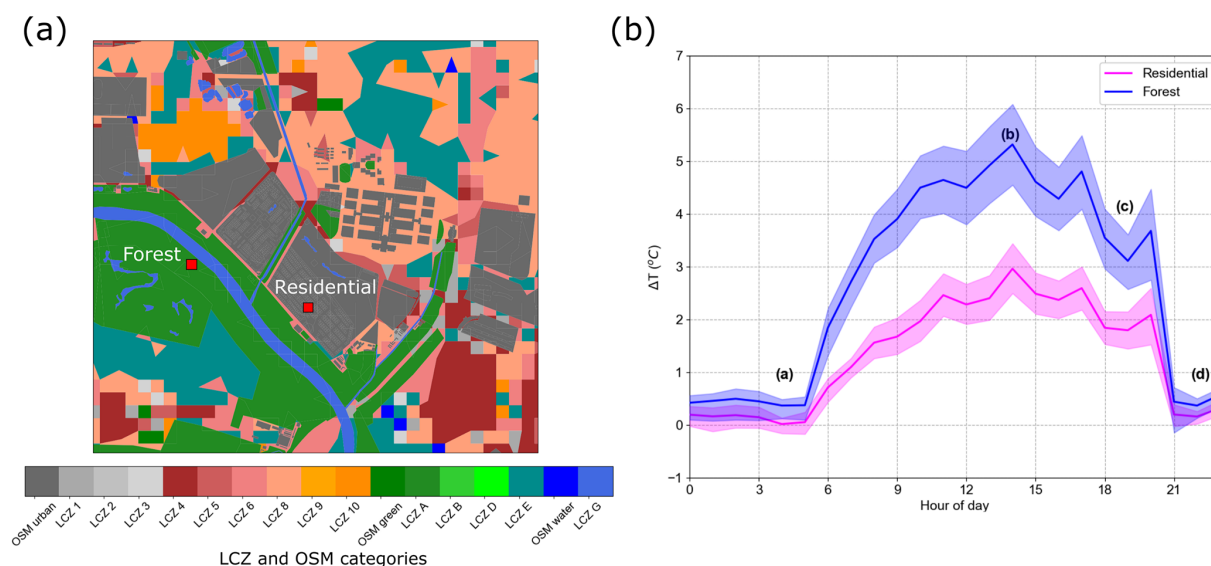 (a)
Forest
Residential
OSM urban
LCZ 1
LCZ 2
LCZ 3
LCZ 4
LCZ 5
LCZ 6
LCZ 8
LCZ 9
LCZ 10
OSM green
LCZ A
LCZ B
LCZ D
LCZ E
OSM water
LCZ G
LCZ and OSM categories
(b)
7
6
5
4
3
2
1
0
−1
ΔT (°C)
Residential
Forest
(a)
(b)
(c)
(d)
0 3 6 9 12 15 18 21
Hour of day